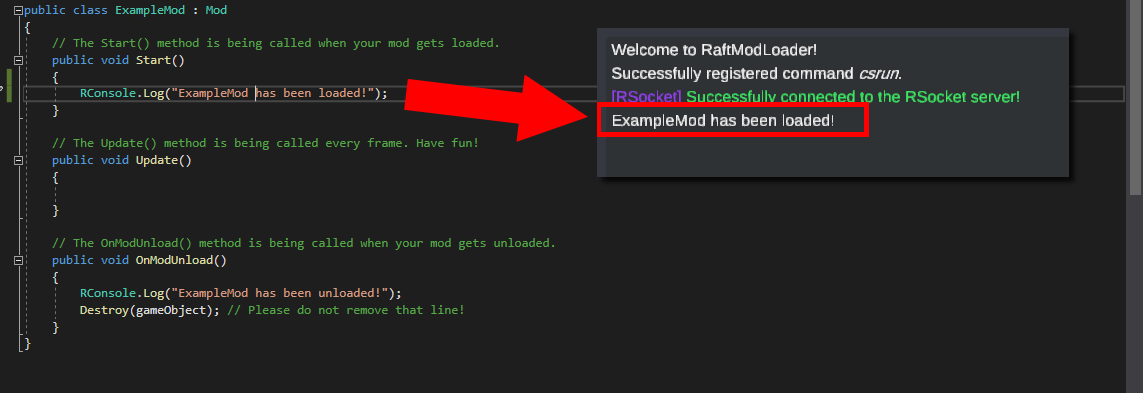 public class ExampleMod : Mod
{
// The Start() method is being called when your mod gets loaded.
public void Start()
{
RConsole.Log("ExampleMod has been loaded!");
}
// The Update() method is being called every frame. Have fun!
public void Update()
{
}
// The OnModUnload() method is being called when your mod gets unloaded.
public void OnModUnload()
{
RConsole.Log("ExampleMod has been unloaded!");
Destroy(gameObject); // Please do not remove that line!
}
}
Welcome to RaftModLoader!
Successfully registered command csrun.
[RSocket] Successfully connected to the RSocket server!
ExampleMod has been loaded!